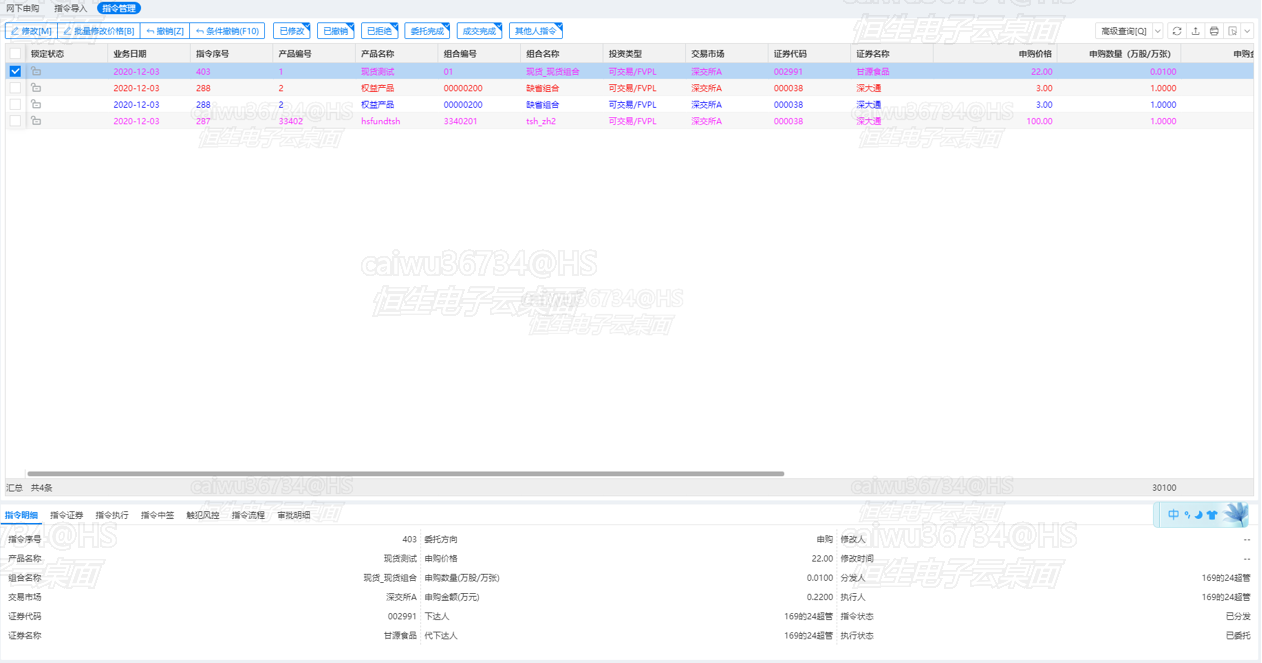 网下申购 指令导入 指令管理
修改[M] 批量修改价格[B] 撤销[Z] 条件撤销(F10) 已修改 已撤销 已拒绝 委托完成 成交完成 其他人指令 高级查询[Q]
锁定状态 业务日期 指令序号 产品编号 产品名称 组合编号 组合名称 投资类型 交易市场 证券代码 证券名称 申购价格 申购数量 (万股/万张) 申购金
2020-12-03 403 1 现货测试 01 现货_现货组合 可交易/FVPL 深交所A 002991 甘源食品 22.00 0.0100
2020-12-03 288 2 权益产品 00000200 缺省组合 可交易/FVPL 深交所A 000038 深大通 3.00 1.0000
2020-12-03 288 2 权益产品 00000200 缺省组合 可交易/FVPL 深交所A 000038 深大通 3.00 1.0000
2020-12-03 287 33402 hsfundtsh 3340201 tsh_zh2 可交易/FVPL 深交所A 000038 深大通 100.00 1.0000
caiwu36734@HS
恒生电子云桌面
caiwu36734@HS
恒生电子云桌面
汇总 共4条 30100
指令明细 指令证券 指令执行 指令中签 触犯风控 指令流程 审批明细 中
指令序号 403 委托方向 申购 修改人 --
产品名称 现货测试 申购价格 22.00 修改时间 --
组合名称 现货_现货组合 申购数量(万股/万张) 0.0100 分发人 169的24超管
交易市场 深交所A 申购金额(万元) 0.2200 执行人 169的24超管
证券代码 002991 下达人 169的24超管 指令状态 已分发
证券名称 甘源食品 代下达人 169的24超管 执行状态 已委托